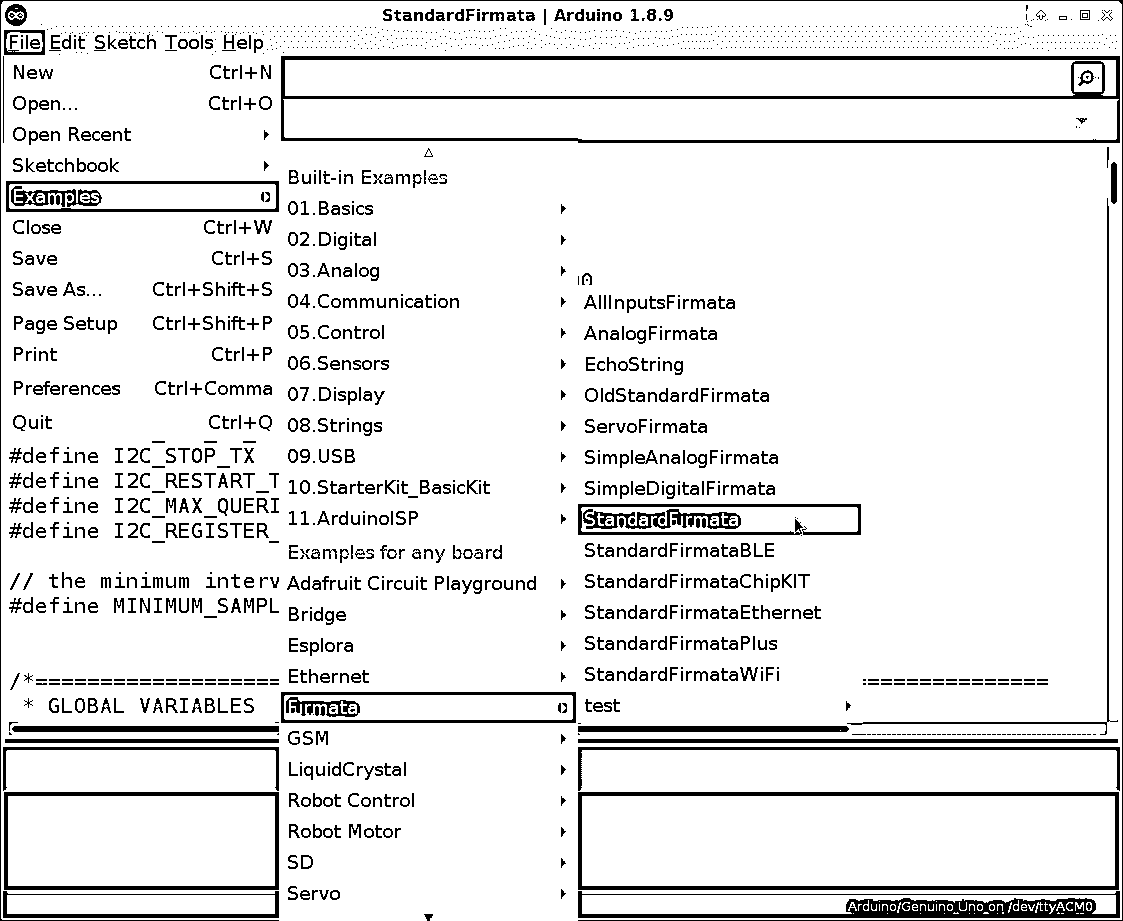 StandardFirmata | Arduino 1.8.9
File Edit Sketch Tools Help
New Ctrl+N
Open... Ctrl+O
Open Recent
Sketchbook
Examples
Close Ctrl+W
Save Ctrl+S
Save As... Ctrl+Shift+S
Page Setup Ctrl+Shift+P
Print Ctrl+P
Preferences Ctrl+Comma
Quit Ctrl+Q
#define I2C_STOP_TX
#define I2C_RESTART_T
#define I2C_MAX_QUERI
#define I2C_REGISTER_
// the minimum interv
#define MINIMUM_SAMPL
/*===================
* GLOBAL VARIABLES
Built-in Examples
01.Basics
02.Digital
03.Analog
04.Communication
05.Control
06.Sensors
07.Display
08.Strings
09.USB
10.StarterKit_BasicKit
11.ArduinoISP
Examples for any board
Adafruit Circuit Playground
Bridge
Esplora
Ethernet
Firmata
GSM
LiquidCrystal
Robot Control
Robot Motor
SD
Servo
AllInputsFirmata
AnalogFirmata
EchoString
OldStandardFirmata
ServoFirmata
SimpleAnalogFirmata
SimpleDigitalFirmata
StandardFirmata
StandardFirmataBLE
StandardFirmataChipKIT
StandardFirmataEthernet
StandardFirmataPlus
StandardFirmataWiFi
test
==============
Arduino/Genuino Uno on /dev/ttyACM0